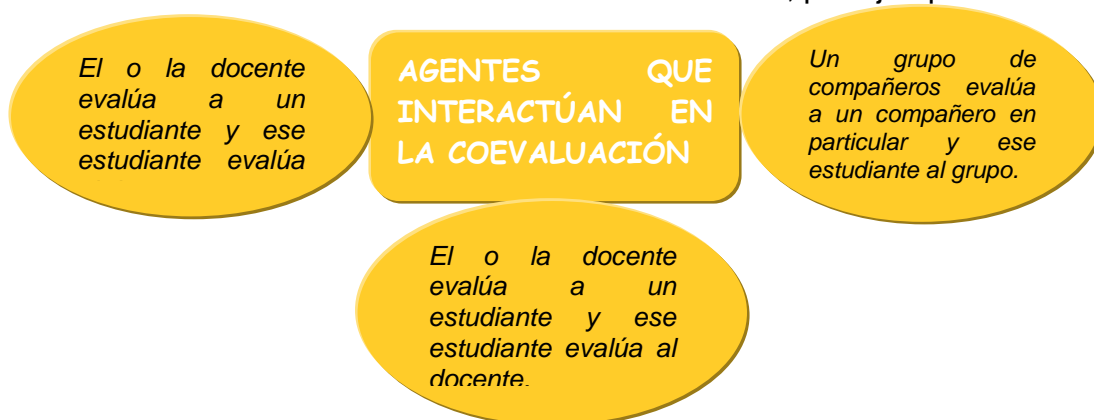 El o la docente
evalúa a un
estudiante y ese
estudiante evalúa
AGENTES QUE
INTERACTÚAN EN
LA COEVALUACIÓN
Un grupo de
compañeros evalúa
a un compañero en
particular y ese
estudiante al grupo.
El o la docente
evalúa a un
estudiante y ese
estudiante evalúa al
docente.